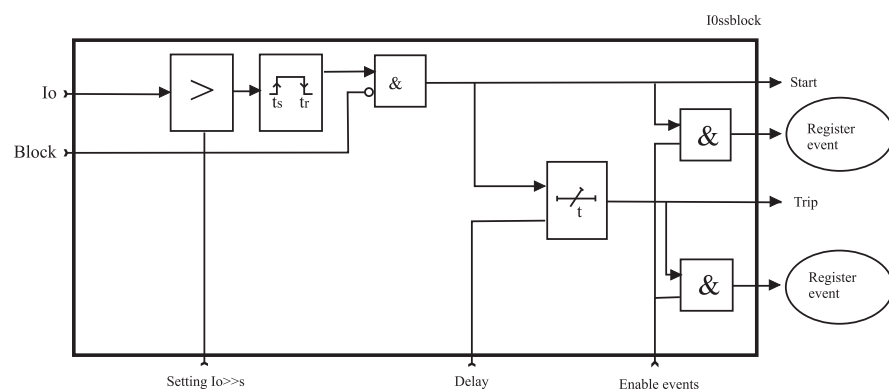 I0ssblock
Io
>
ts
tr
&
Start
Block
&
Register
event
t
Trip
&
Register
event
Setting Io>>s
Delay
Enable events